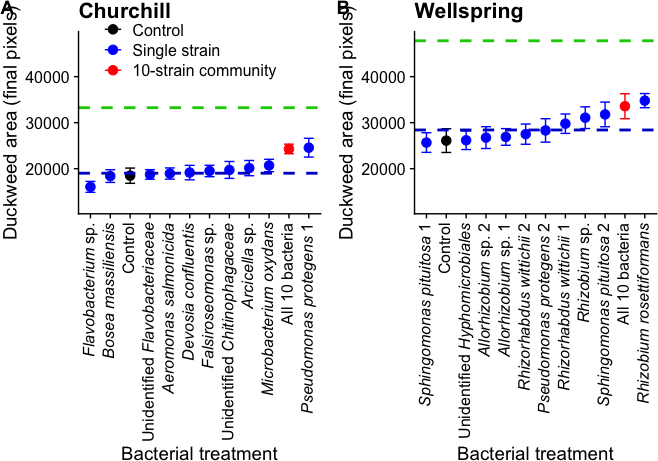 A
Churchill
Control
Single strain
10-strain community
Duckweed area (final pixels)
40000
30000
20000
Flavobacterium sp.
Bosea massiliensis
Control
Unidentified Flavobacteriaceae
Aeromonas salmonicida
Devosia confluentis
Falsiroseomonas sp.
Unidentified Chitinophagaceae
Arcicella sp.
Microbacterium oxydans
All 10 bacteria
Pseudomonas protegens 1
Bacterial treatment
B
Wellspring
Duckweed area (final pixels)
40000
30000
20000
Sphingomonas pituitosa 1
Control
Unidentified Hyphomicrobiales
Allorhizobium sp. 2
Allorhizobium sp. 1
Rhizorhabdus wittichii 2
Pseudomonas protegens 2
Rhizorhabdus wittichii 1
Rhizobium sp.
Sphingomonas pituitosa 2
All 10 bacteria
Rhizobium rosettiformans
Bacterial treatment